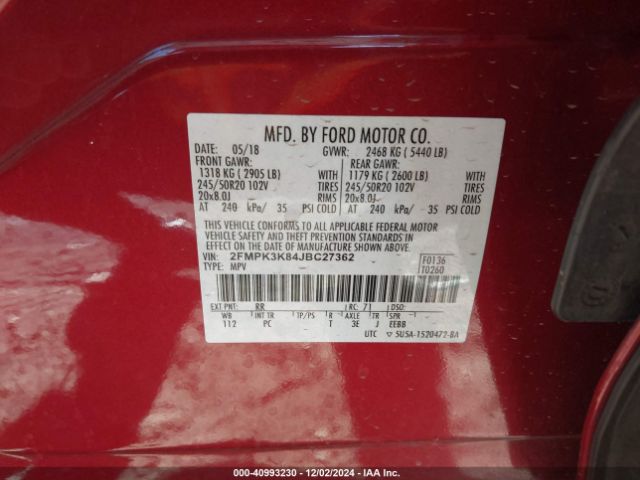 MFD. BY FORD MOTOR CO.
DATE: 05/18 GVWR: 2468 KG ( 5440 LB)
FRONT GAWR: REAR GAWR:
1318 KG ( 2905 LB) WITH 1179 KG ( 2600 LB) WITH
245/50R20 102V TIRES 245/50R20 102V TIRES
20x8.0J RIMS 20x8.0J RIMS
AT 240 kPa/ 35 PSI COLD AT 240 kPa/ 35 PSI COLD
THIS VEHICLE CONFORMS TO ALL APPLICABLE FEDERAL MOTOR
VEHICLE SAFETY AND THEFT PREVENTION STANDARDS IN
EFFECT ON THE DATE OF MANUFACTURE SHOWN ABOVE.
VIN: 2FMPK3K84JBC27362 F0136
TYPE: MPV T0260
EXT PNT: RR RC: 71 DSO:
WB INT TR TP/PS R AXLE TR SPR
112 PC T 3E J EEBB
UTC ▽ 5U5A-1520472-BA
000-40993230 - 12/02/2024 - IAA Inc.